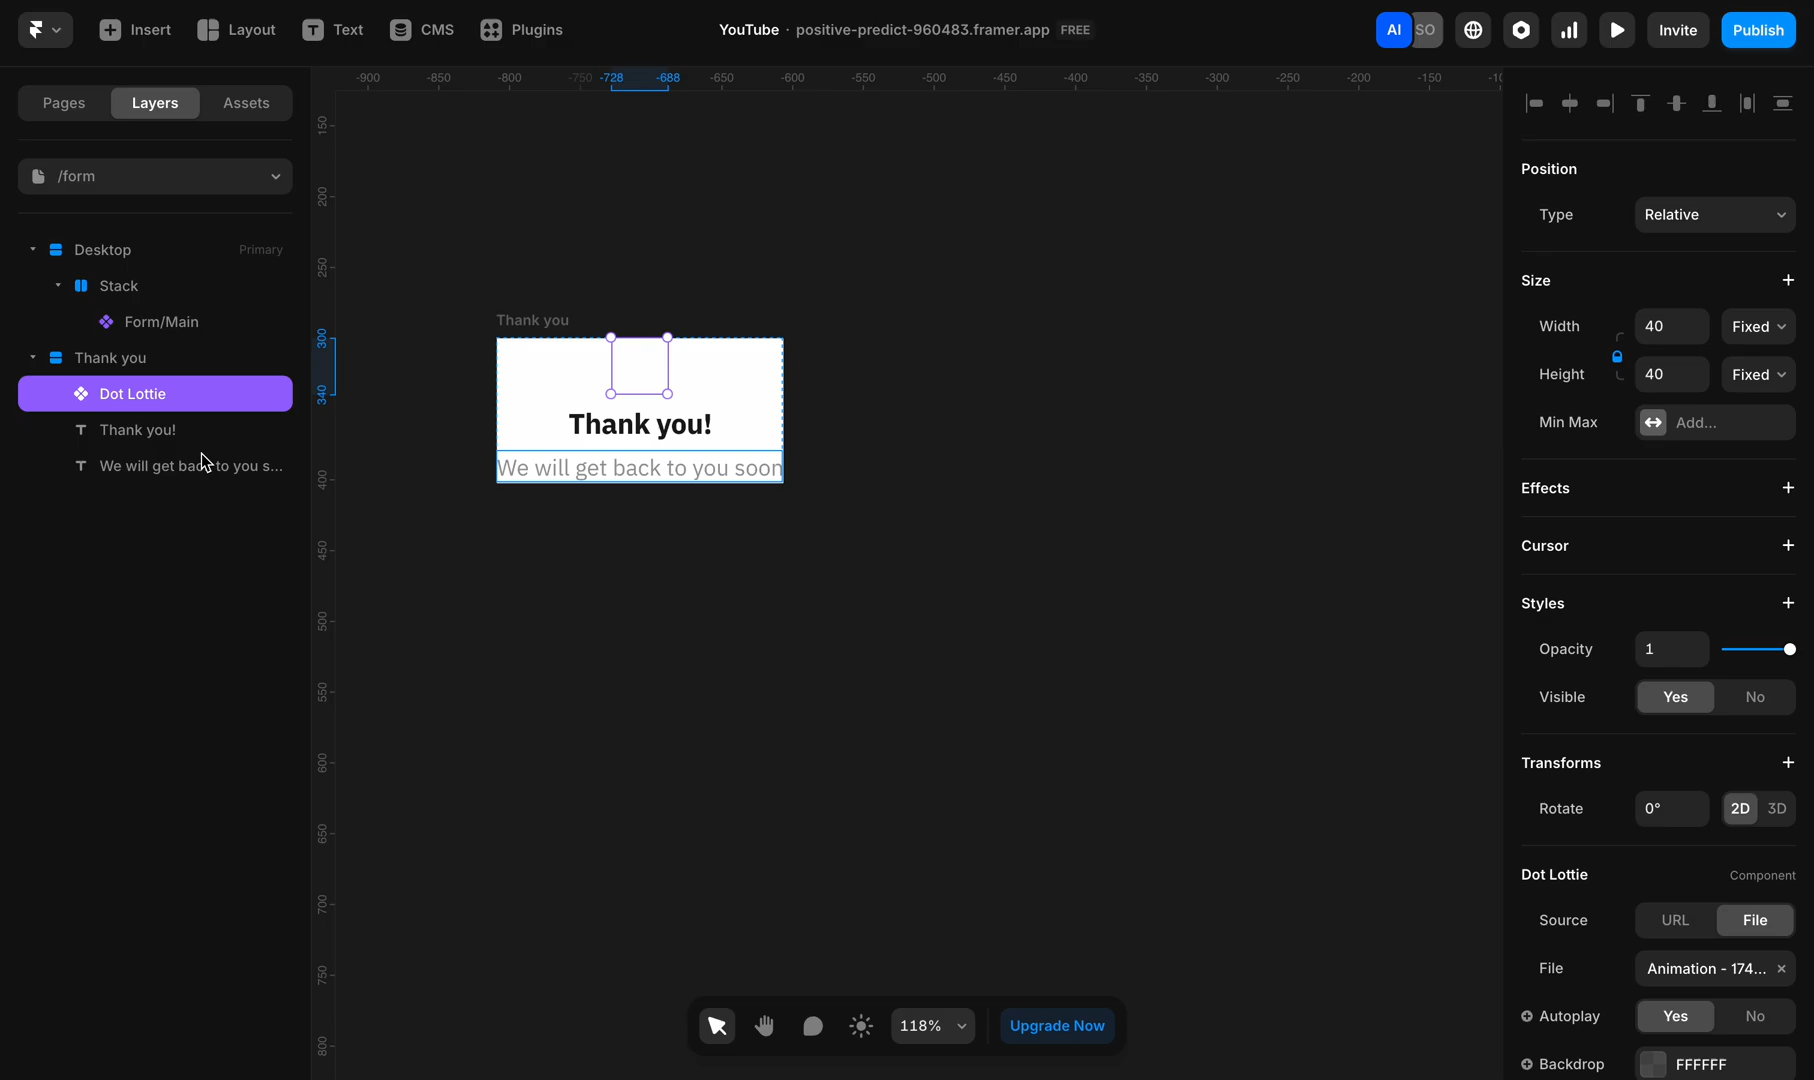 Insert
Layout
Text
CMS
Plugins
YouTube · positive-predict-960483.framer.app FREE
AI
SO
Invite
Publish
Pages
Layers
Assets
/form
Desktop
Primary
Stack
Form/Main
Thank you
Dot Lottie
Thank you!
We will get back to you s...
-900 -850 -800 -750 -728 -688 -650 -600 -550 -500 -450 -400 -350 -300 -250 -200 -150
150
200
250
300
340
400
450
500
550
600
650
700
750
800
Thank you
Thank you!
We will get back to you soon
118%
Upgrade Now
Position
Type Relative
Size
Width 40 Fixed
Height 40 Fixed
Min Max Add...
Effects
Cursor
Styles
Opacity 1
Visible Yes No
Transforms
Rotate 0° 2D 3D
Dot Lottie Component
Source URL File
File Animation - 174...
Autoplay Yes No
Backdrop FFFFFF